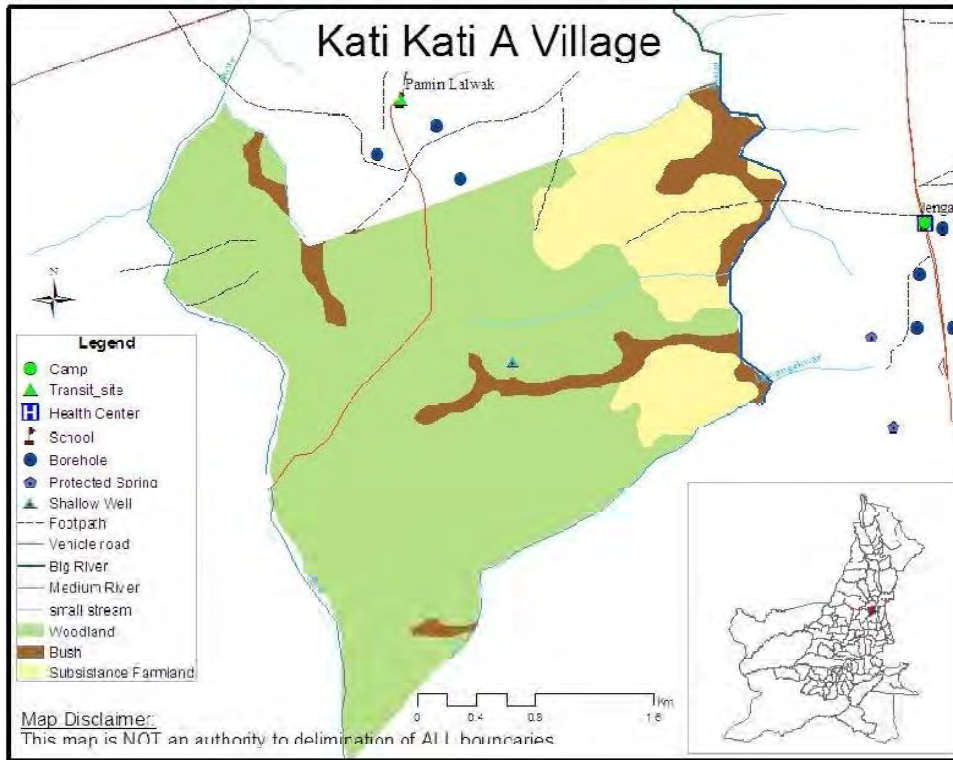 Kati Kati A Village
Pamin Lalwak
N
Legend
Camp
Transit_site
Health Center
School
Borehole
Protected Spring
Shallow Well
Footpath
Vehicle road
Big River
Medium River
small stream
Woodland
Bush
Subsistance Farmland
Km
0 0.4 0.8 1.6
Map Disclaimer:
This map is NOT an authority to delimination of ALL boundaries